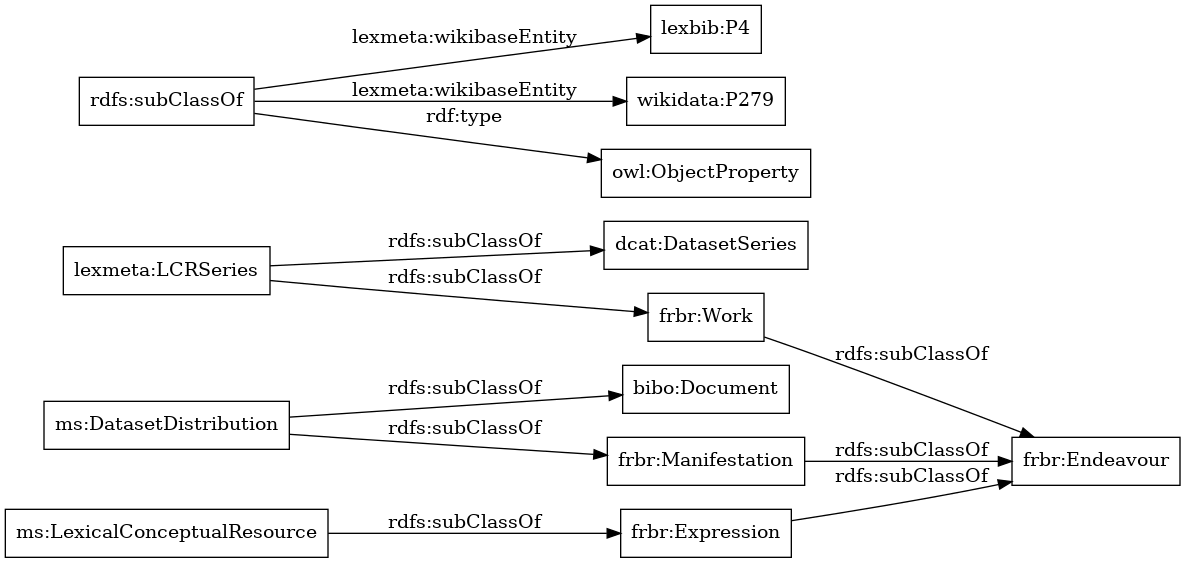 lexbib:P4
lexmeta:wikibaseEntity
rdfs:subClassOf
lexmeta:wikibaseEntity
wikidata:P279
rdf:type
owl:ObjectProperty
rdfs:subClassOf
dcat:DatasetSeries
lexmeta:LCRSeries
rdfs:subClassOf
frbr:Work
rdfs:subClassOf
rdfs:subClassOf
bibo:Document
ms:DatasetDistribution
rdfs:subClassOf
frbr:Manifestation
rdfs:subClassOf
frbr:Endeavour
rdfs:subClassOf
ms:LexicalConceptualResource
rdfs:subClassOf
frbr:Expression